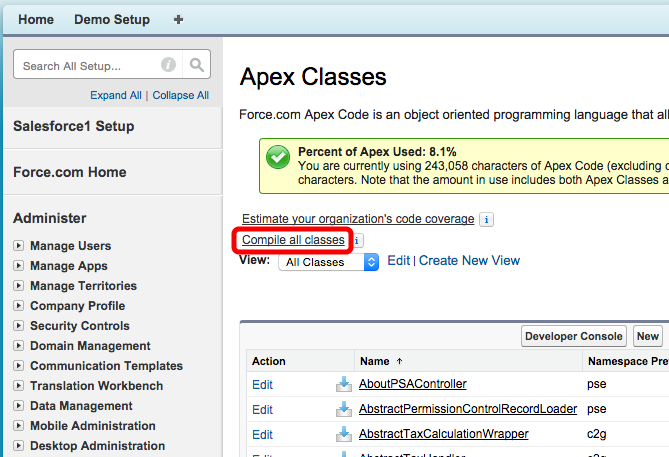 Home Demo Setup +
Search All Setup...
Expand All | Collapse All
Salesforce1 Setup
Force.com Home
Administer
Manage Users
Manage Apps
Manage Territories
Company Profile
Security Controls
Domain Management
Communication Templates
Translation Workbench
Data Management
Mobile Administration
Desktop Administration
Apex Classes
Force.com Apex Code is an object oriented programming language that all
Percent of Apex Used: 8.1%
You are currently using 243,058 characters of Apex Code (excluding c
characters. Note that the amount in use includes both Apex Classes a
Estimate your organization's code coverage i
Compile all classes i
View: All Classes Edit | Create New View
Developer Console New
Action Name Namespace Pre
Edit AboutPSAController pse
Edit AbstractPermissionControlRecordLoader pse
Edit AbstractTaxCalculationWrapper c2g
Edit AbstractTaxHandler c2g